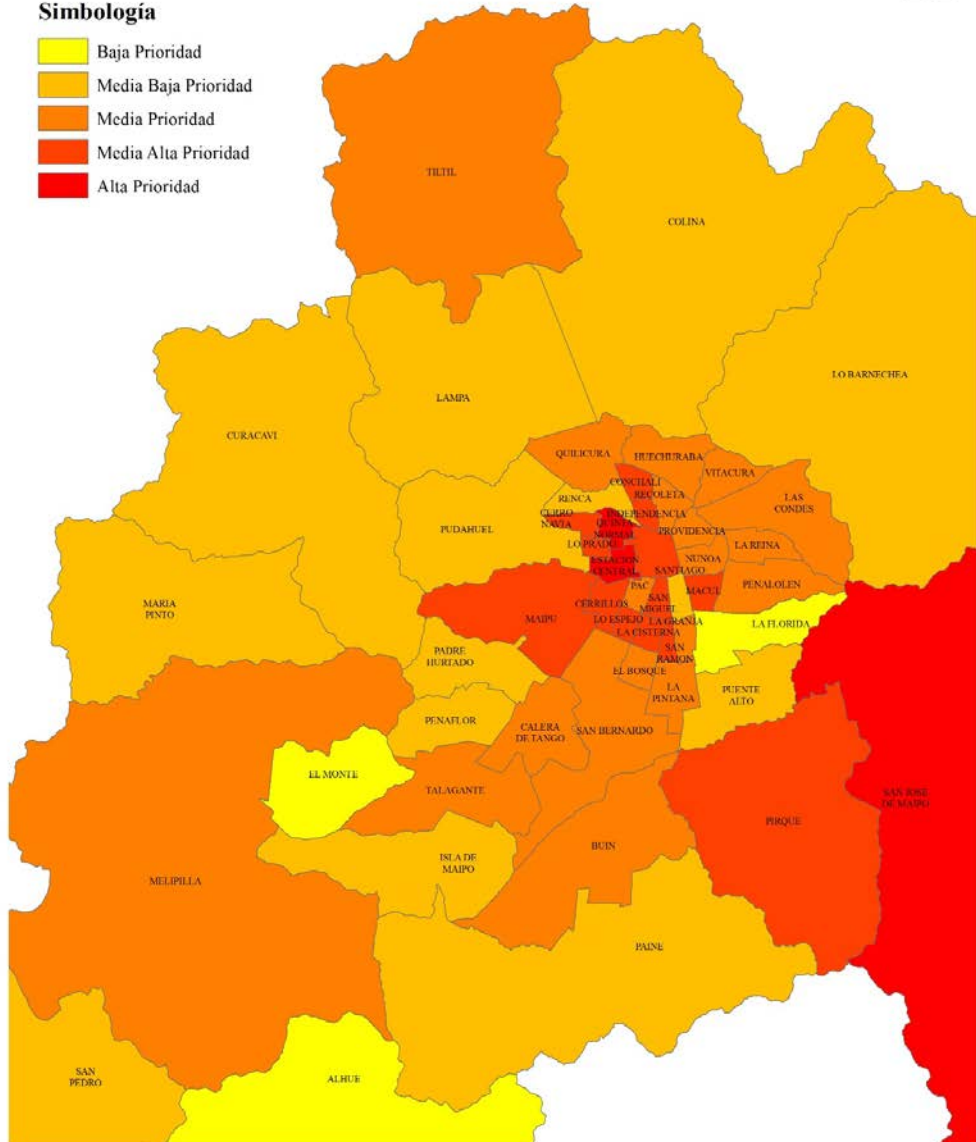 Simbología
Baja Prioridad
Media Baja Prioridad
Media Prioridad
Media Alta Prioridad
Alta Prioridad
TILTIL
COLINA
LO BARNECHEA
LAMPA
CURACAVI
QUILICURA
HUECHURABA
VITACURA
CONCHALI
RECOLETA
LAS
CONDES
RENCA
CERRO
NAVIA
INDEPENDENCIA
QUINTA
NORMAL
PUDAHUEL
PROVIDENCIA
LO PRADO
LA REINA
ESTACION
CENTRAL
NUNOA
SANTIAGO
PENALOLEN
PAC
MACUL
MARIA
PINTO
CERRILLOS
SAN
MIGUEL
MAIPU
LO ESPEJO
LA GRANJA
LA FLORIDA
LA CISTERNA
PADRE
HURTADO
SAN
RAMON
EL BOSQUE
LA
PINTANA
PUENTE
ALTO
PENAFLOR
CALERA
DE TANGO
SAN BERNARDO
EL MONTE
TALAGANTE
SAN JOSE
DE MAIPO
PIRQUE
BUIN
ISLA DE
MAIPO
MELIPILLA
PAINE
SAN
PEDRO
ALHUE